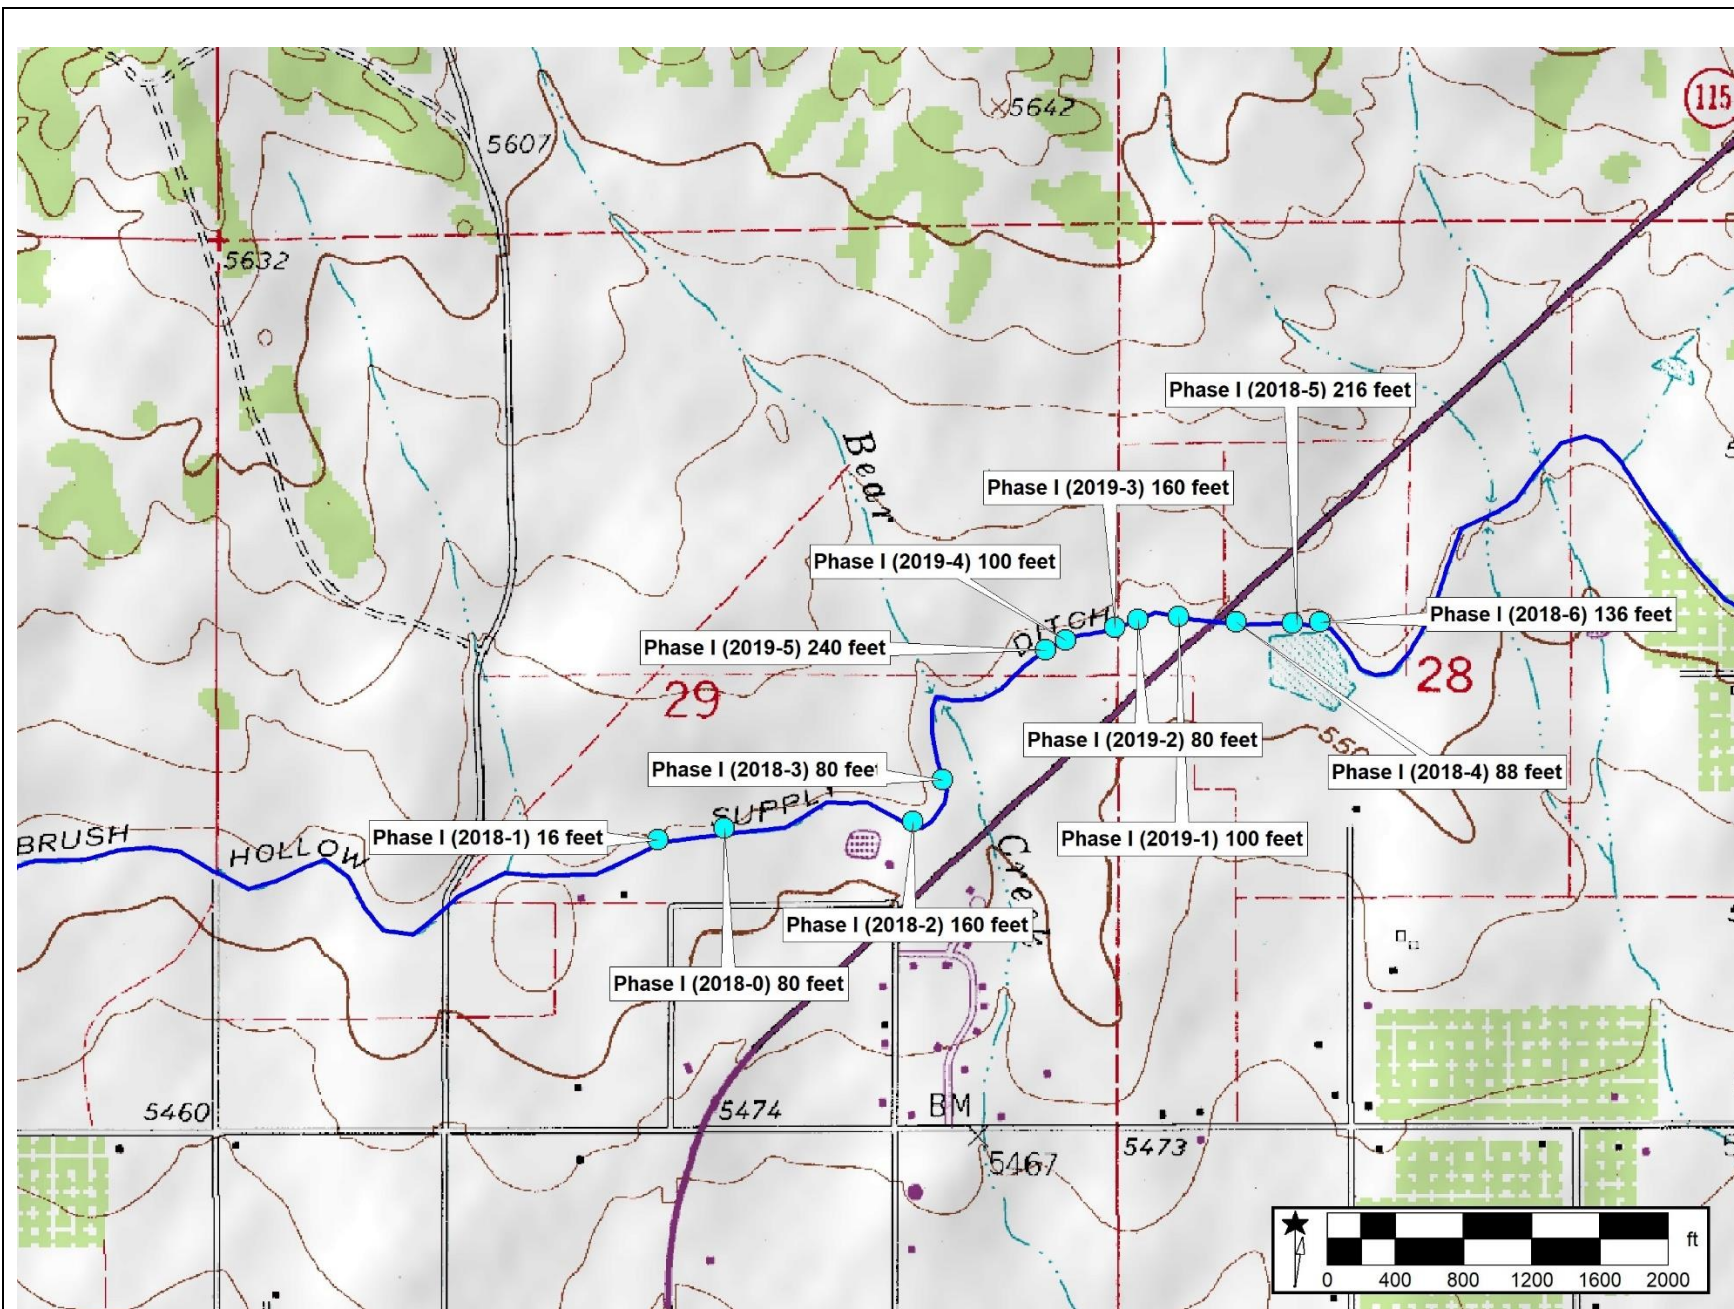 115
5642
5607
5632
Phase I (2018-5) 216 feet
Bear
Phase I (2019-3) 160 feet
Phase I (2019-4) 100 feet
DITCH
Phase I (2018-6) 136 feet
Phase I (2019-5) 240 feet
28
29
Phase I (2019-2) 80 feet
Phase I (2018-3) 80 feet
Phase I (2018-4) 88 feet
SUPPLY
BRUSH
HOLLOW
Phase I (2018-1) 16 feet
Phase I (2019-1) 100 feet
Creek
Phase I (2018-2) 160 feet
Phase I (2018-0) 80 feet
5460
5474
BM
5473
5467
ft
0 400 800 1200 1600 2000